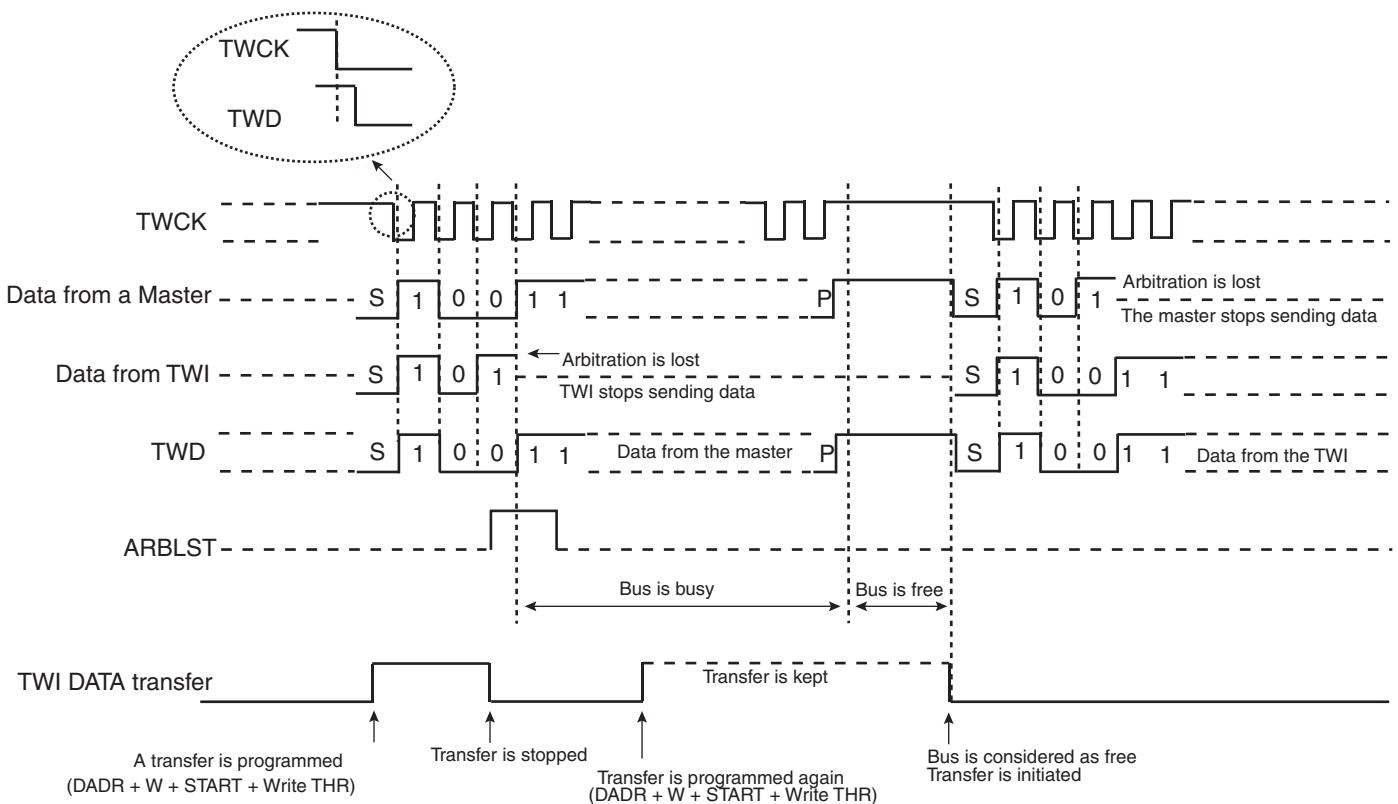 TWCK
TWD
TWCK
Data from a Master S 1 0 0 1 1 P S 1 0 1 Arbitration is lost
The master stops sending data
Data from TWI S 1 0 1 Arbitration is lost S 1 0 0 1 1
TWI stops sending data
TWD S 1 0 0 1 1 Data from the master P S 1 0 0 1 1 Data from the TWI
ARBLST
Bus is busy Bus is free
TWI DATA transfer Transfer is kept
A transfer is programmed
(DADR + W + START + Write THR)
Transfer is stopped
Transfer is programmed again
(DADR + W + START + Write THR)
Bus is considered as free
Transfer is initiated